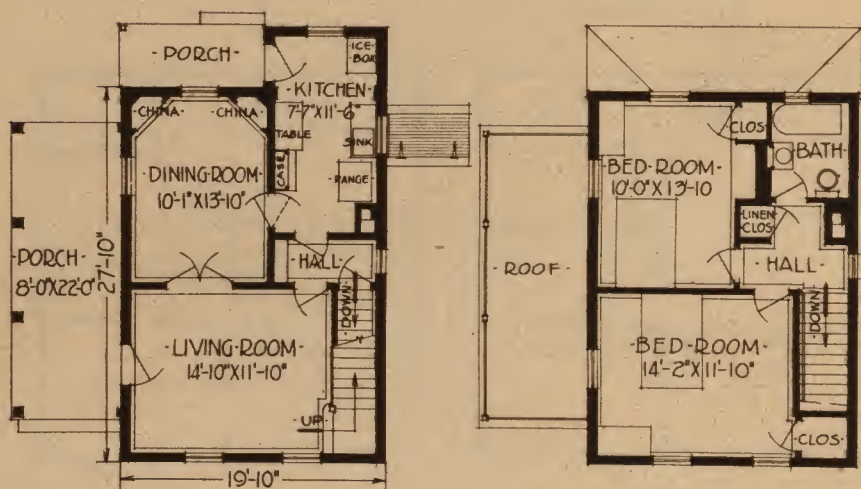 ·PORCH·
ICE-
BOX
·KITCHEN
7'-7"X11'-6"
·CHINA
CHINA·
TABLE
SINK
CASE
RANGE
DINING·ROOM
10'-1"X13'-10"
PORCH
8'-0"X22'-0"
27'-10"
·HALL·
DOWN
·LIVING·ROOM·
14'-10"X11'-10"
UP
19'-10"
CLOS
BATH·
·BED-ROOM·
10'-0"X13'-10
LINEN
CLOS
·ROOF·
·HALL·
DOWN
·BED-ROOM·
14'-2"X11'-10"
·CLOS·